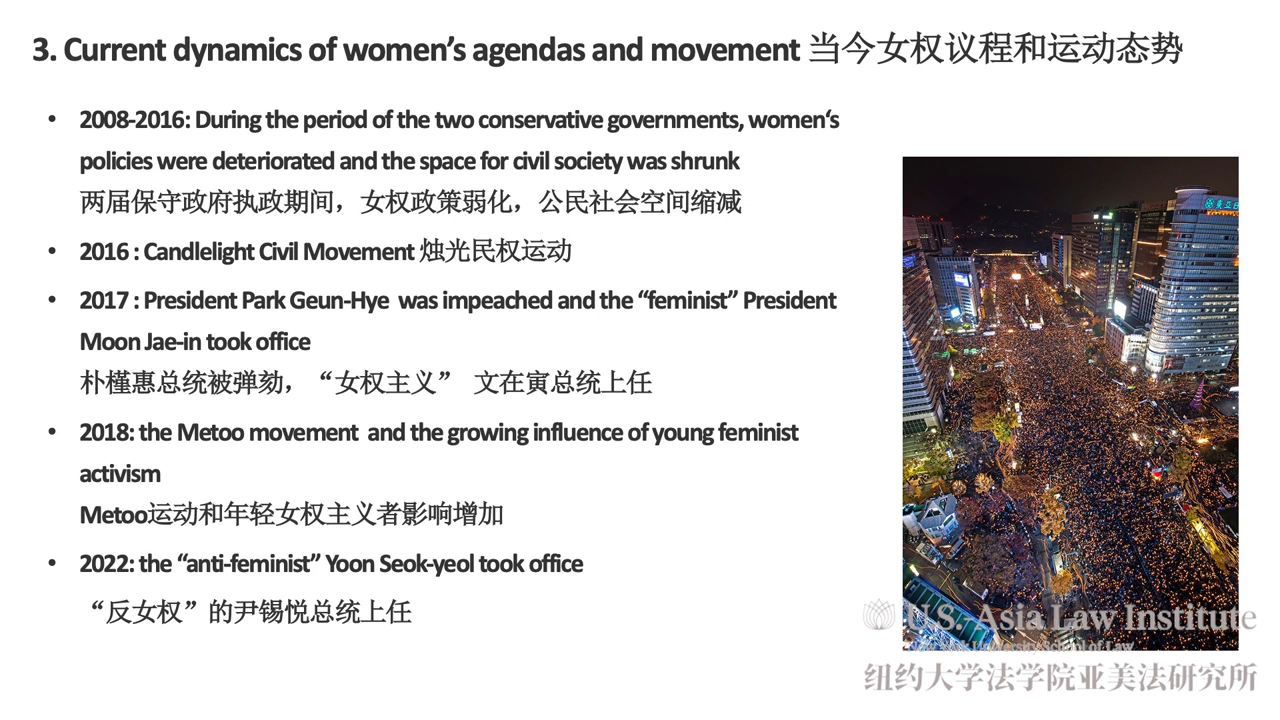 3. Current dynamics of women’s agendas and movement 当今女权议程和运动态势
• 2008-2016: During the period of the two conservative governments, women‘s
policies were deteriorated and the space for civil society was shrunk
两届保守政府执政期间，女权政策弱化，公民社会空间缩减
• 2016 : Candlelight Civil Movement 烛光民权运动
• 2017 : President Park Geun-Hye was impeached and the “feminist” President
Moon Jae-in took office
朴槿惠总统被弹劾，“女权主义” 文在寅总统上任
• 2018: the Metoo movement and the growing influence of young feminist
activism
Metoo运动和年轻女权主义者影响增加
• 2022: the “anti-feminist” Yoon Seok-yeol took office
“反女权”的尹锡悦总统上任
U.S.-Asia Law Institute
New York University School of Law
纽约大学法学院亚美法研究所